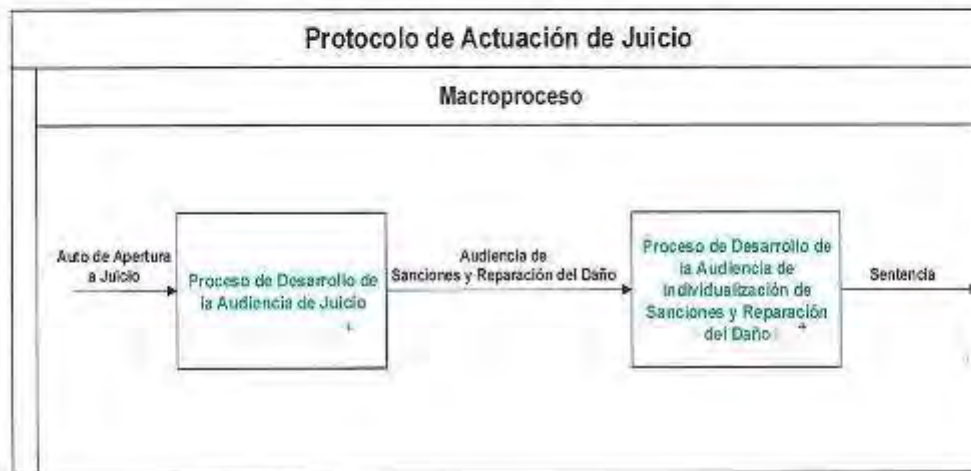 Protocolo de Actuación de Juicio
Macroproceso
Auto de Apertura
a Juicio
Proceso de Desarrollo de
la Audiencia de Juicio
+
Audiencia de
Sanciones y Reparación del Daño
Proceso de Desarrollo de
la Audiencia de
Individualización de
Sanciones y Reparación
del Daño
+
Sentencia